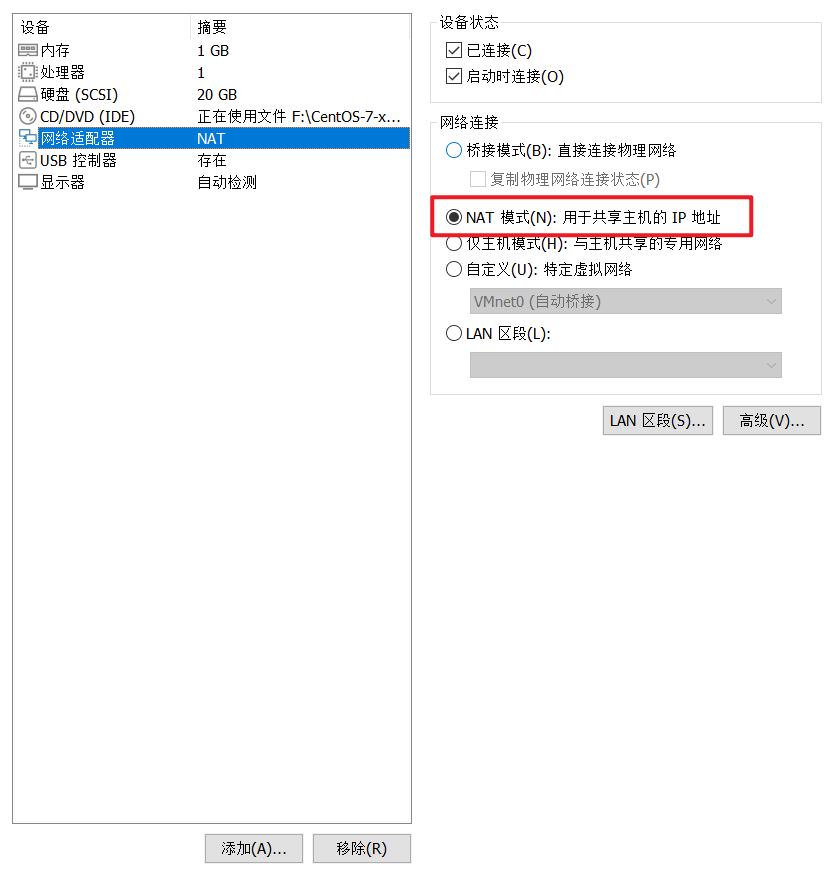 设备 摘要
内存 1 GB
处理器 1
硬盘 (SCSI) 20 GB
CD/DVD (IDE) 正在使用文件 F:\CentOS-7-x...
网络适配器 NAT
USB 控制器 存在
显示器 自动检测
添加(A)... 移除(R)
设备状态
已连接(C)
启动时连接(O)
网络连接
桥接模式(B): 直接连接物理网络
复制物理网络连接状态(P)
NAT 模式(N): 用于共享主机的 IP 地址
仅主机模式(H): 与主机共享的专用网络
自定义(U): 特定虚拟网络
VMnet0 (自动桥接)
LAN 区段(L):
LAN 区段(S)... 高级(V)...